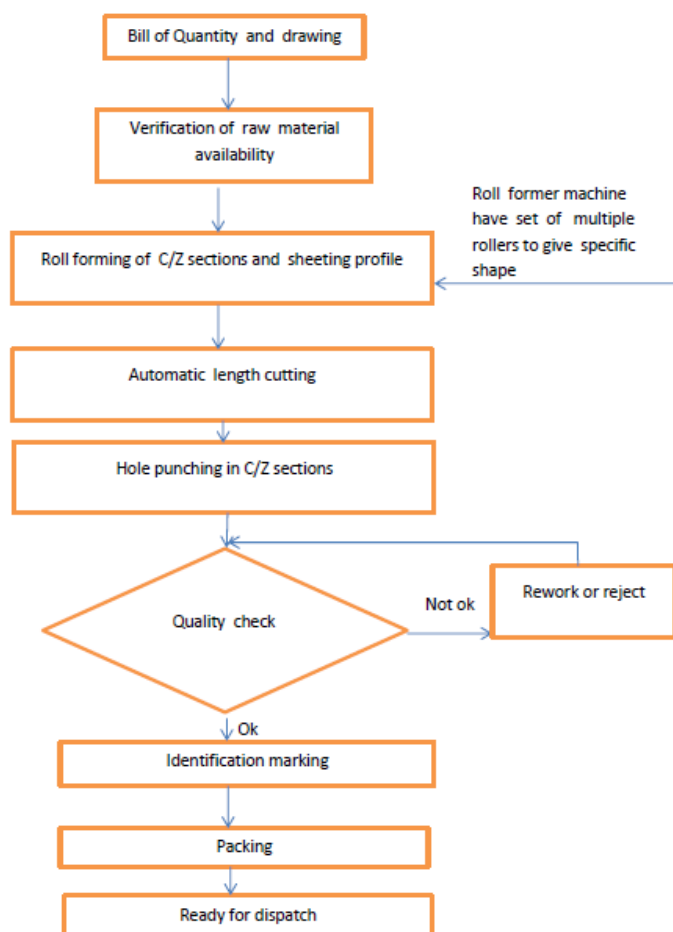 Bill of Quantity and drawing
Verification of raw material
availability
Roll former machine
have set of multiple
rollers to give specific
shape
Roll forming of C/Z sections and sheeting profile
Automatic length cutting
Hole punching in C/Z sections
Quality check
Not ok
Rework or reject
Ok
Identification marking
Packing
Ready for dispatch